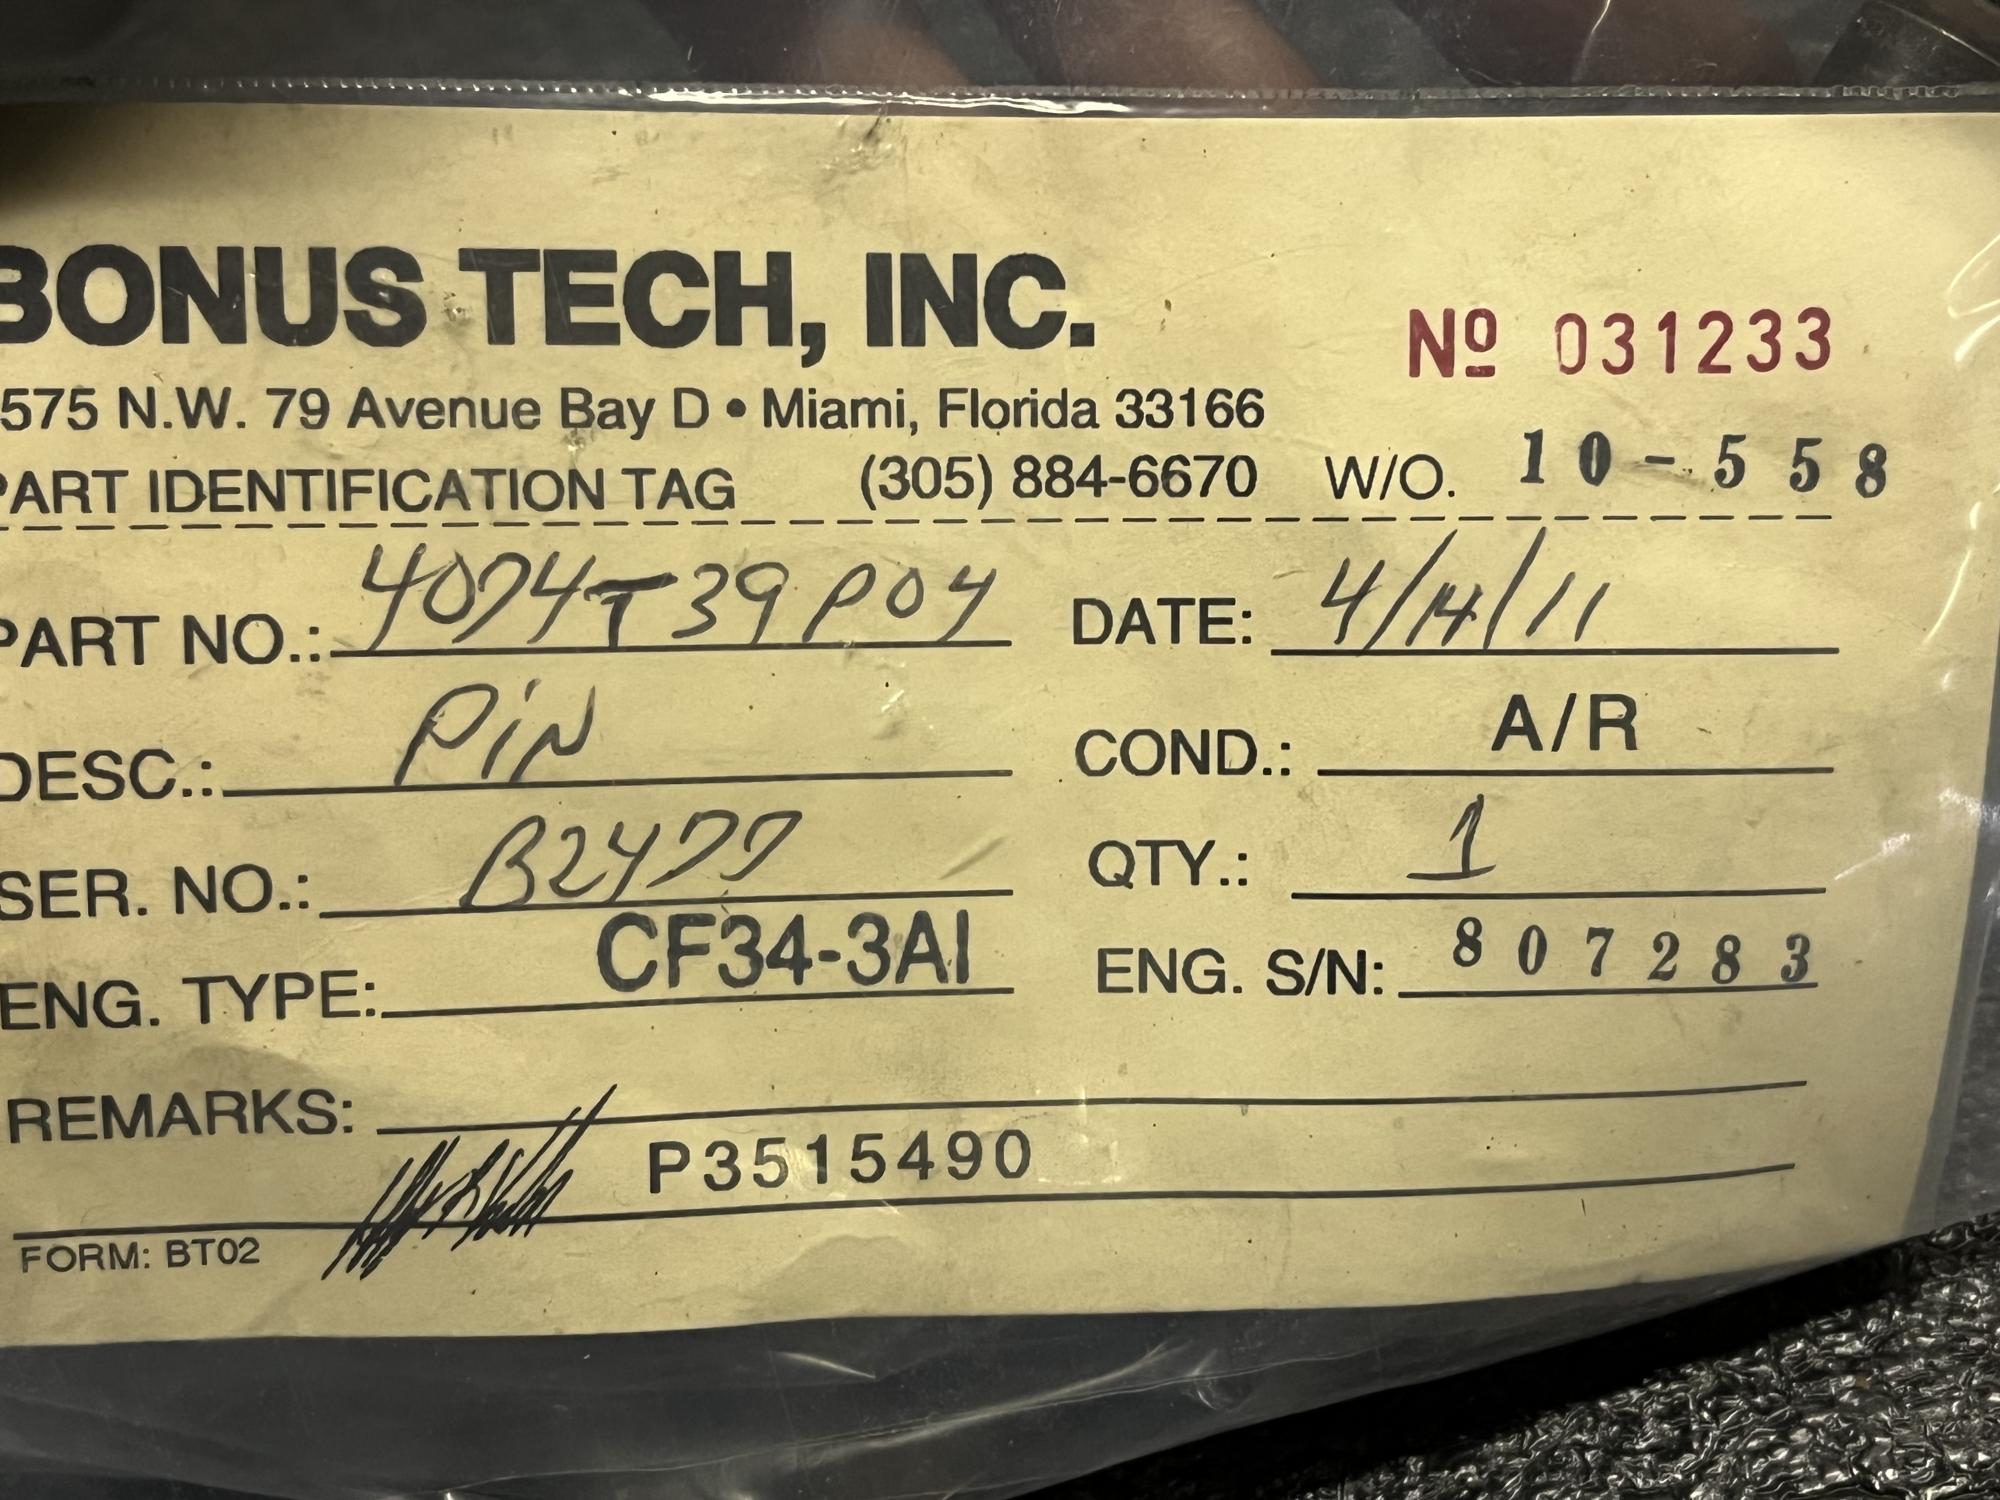 BONUS TECH, INC.
Nº 031233
575 N.W. 79 Avenue Bay D • Miami, Florida 33166
PART IDENTIFICATION TAG (305) 884-6670 W/O. 10-558
PART NO.: 4074T39P04 DATE: 4/14/11
DESC.: PIN COND.: A/R
SER. NO.: B2477 QTY.: 1
ENG. TYPE: CF34-3A1 ENG. S/N: 807283
REMARKS:
P3515490
FORM: BT02